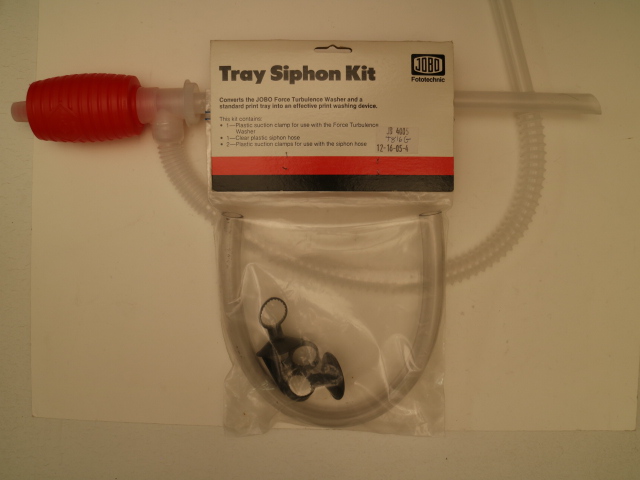 Tray Siphon Kit
JOBO
Fototechnic
Converts the JOBO Force Turbulence Washer and a
standard print tray into an effective print washing device.
This kit contains:
• 1—Plastic suction clamp for use with the Force Turbulence
Washer
• 1—Clear plastic siphon hose
• 2—Plastic suction clamps for use with the siphon hose
JO 4005
12-16-85-4